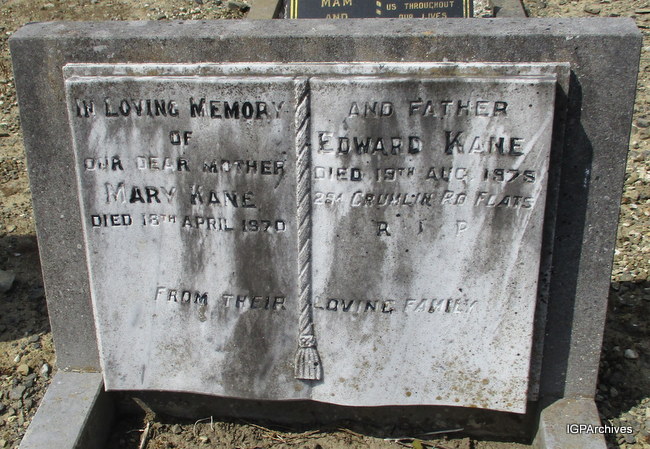 MAM
AND
US THROUGHOUT
OUR LIVES
IN LOVING MEMORY
OF
OUR DEAR MOTHER
MARY KANE
DIED 18TH APRIL 1970
AND FATHER
EDWARD KANE
DIED 19TH AUG 1975
25A CRUMLIN RD FLATS
R I P
FROM THEIR LOVING FAMILY
IGPArchives